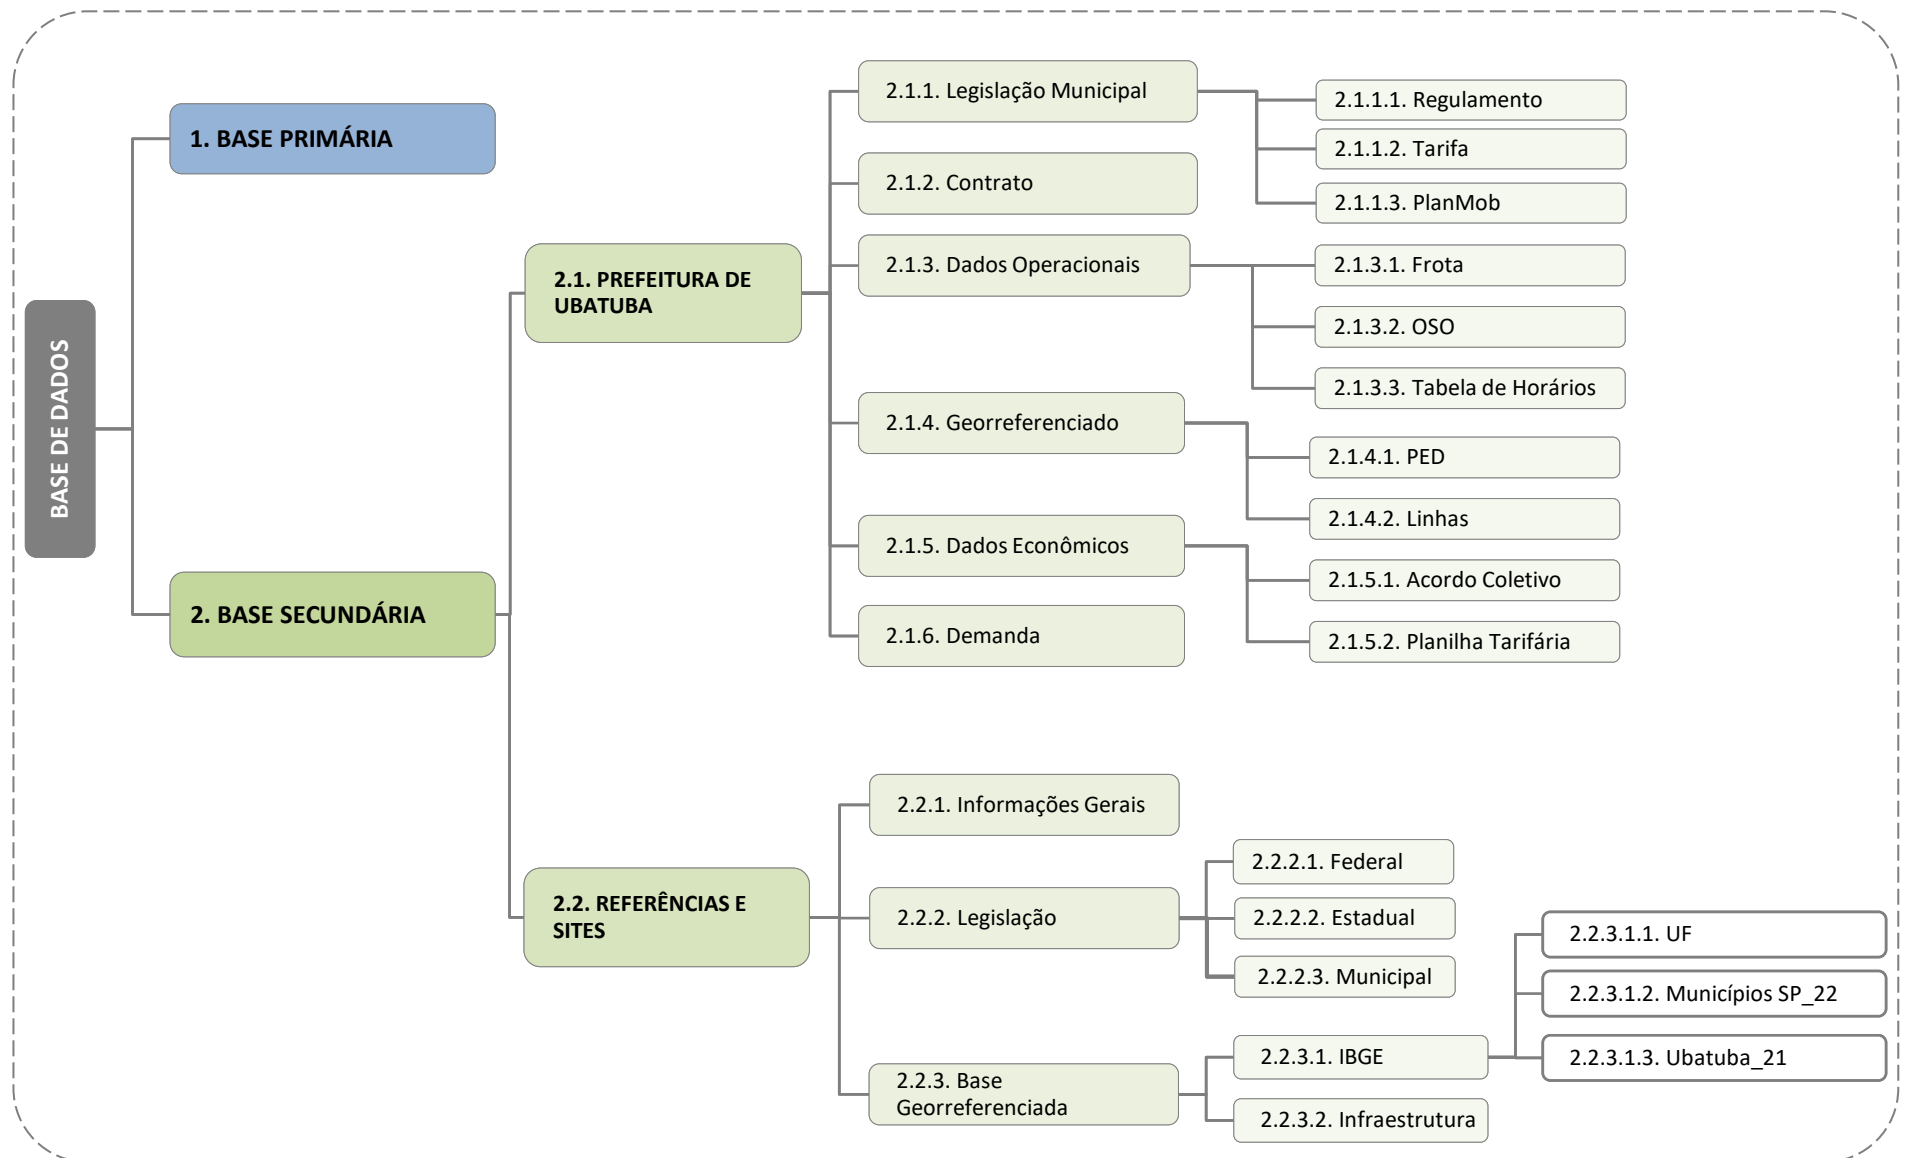 BASE DE DADOS
1. BASE PRIMÁRIA
2. BASE SECUNDÁRIA
2.1. PREFEITURA DE
UBATUBA
2.1.1. Legislação Municipal
2.1.1.1. Regulamento
2.1.1.2. Tarifa
2.1.1.3. PlanMob
2.1.2. Contrato
2.1.3. Dados Operacionais
2.1.3.1. Frota
2.1.3.2. OSO
2.1.3.3. Tabela de Horários
2.1.4. Georreferenciado
2.1.4.1. PED
2.1.4.2. Linhas
2.1.5. Dados Econômicos
2.1.5.1. Acordo Coletivo
2.1.5.2. Planilha Tarifária
2.1.6. Demanda
2.2. REFERÊNCIAS E
SITES
2.2.1. Informações Gerais
2.2.2. Legislação
2.2.2.1. Federal
2.2.2.2. Estadual
2.2.2.3. Municipal
2.2.3. Base
Georreferenciada
2.2.3.1. IBGE
2.2.3.1.1. UF
2.2.3.1.2. Municípios SP_22
2.2.3.1.3. Ubatuba_21
2.2.3.2. Infraestrutura